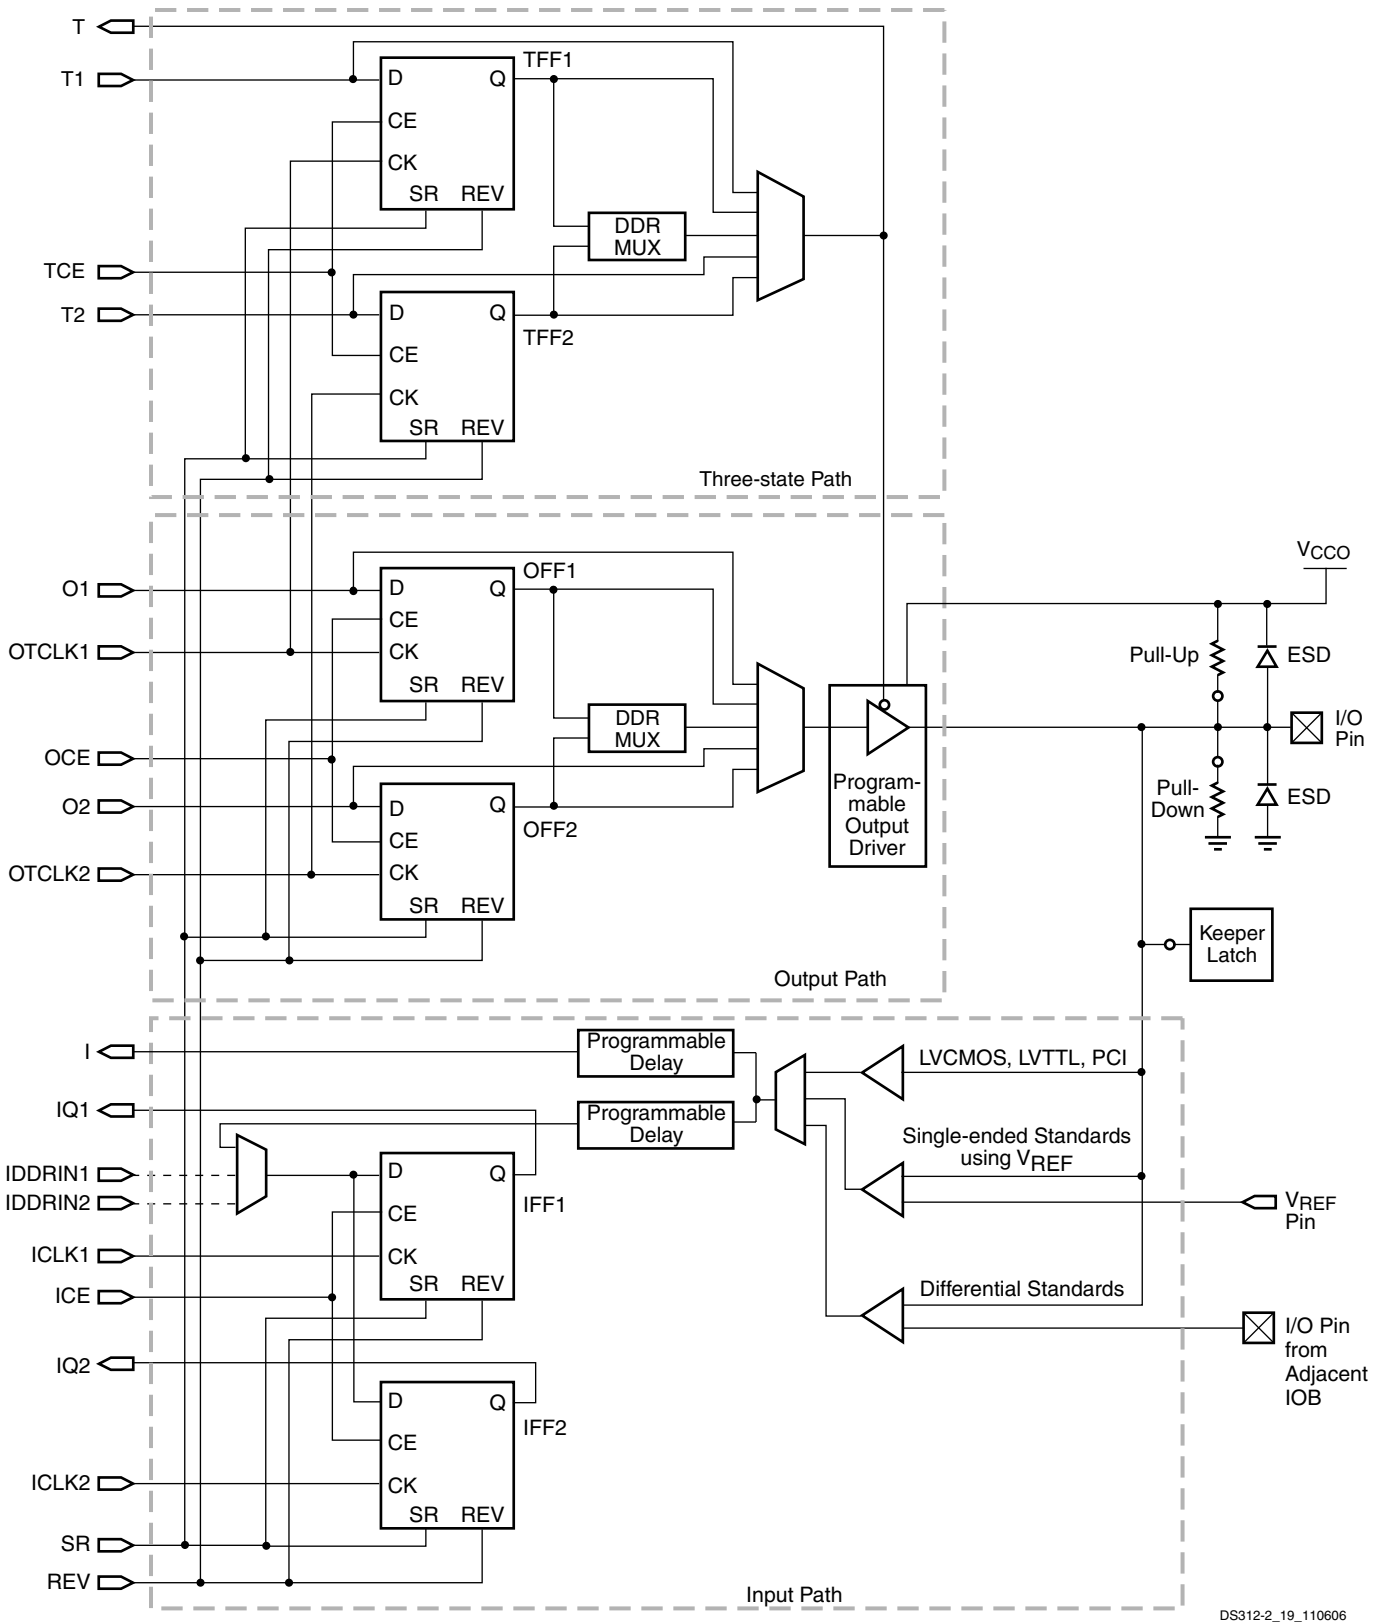 T
T1
TFF1
D
Q
CE
CK
SR REV
DDR
MUX
TCE
T2
D
Q
TFF2
CE
CK
SR REV
Three-state Path
O1
OFF1
D
Q
CE
OTCLK1
CK
SR REV
DDR
MUX
OCE
O2
D
Q
OFF2
CE
OTCLK2
CK
SR REV
Program-
mable
Output
Driver
Output Path
VCCO
Pull-Up
ESD
I/O
Pin
Pull-
Down
ESD
Keeper
Latch
I
Programmable
Delay
LVCMOS, LVTTL, PCI
IQ1
Programmable
Delay
Single-ended Standards
using VREF
IDDRIN1
IDDRIN2
D
Q
IFF1
CE
VREF
Pin
ICLK1
CK
SR REV
ICE
Differential Standards
I/O Pin
from
Adjacent
IOB
IQ2
D
Q
IFF2
CE
ICLK2
CK
SR REV
SR
REV
Input Path
DS312-2_19_110606